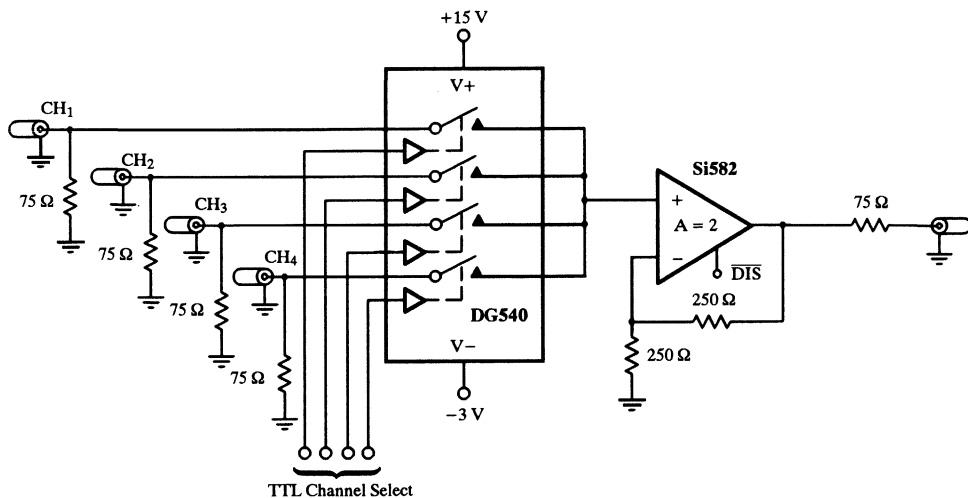 +15 V
V+
CH1
CH2
CH3
CH4
75 Ω
75 Ω
75 Ω
75 Ω
DG540
V−
−3 V
TTL Channel Select
Si582
+
A = 2
−
DIS
250 Ω
250 Ω
75 Ω